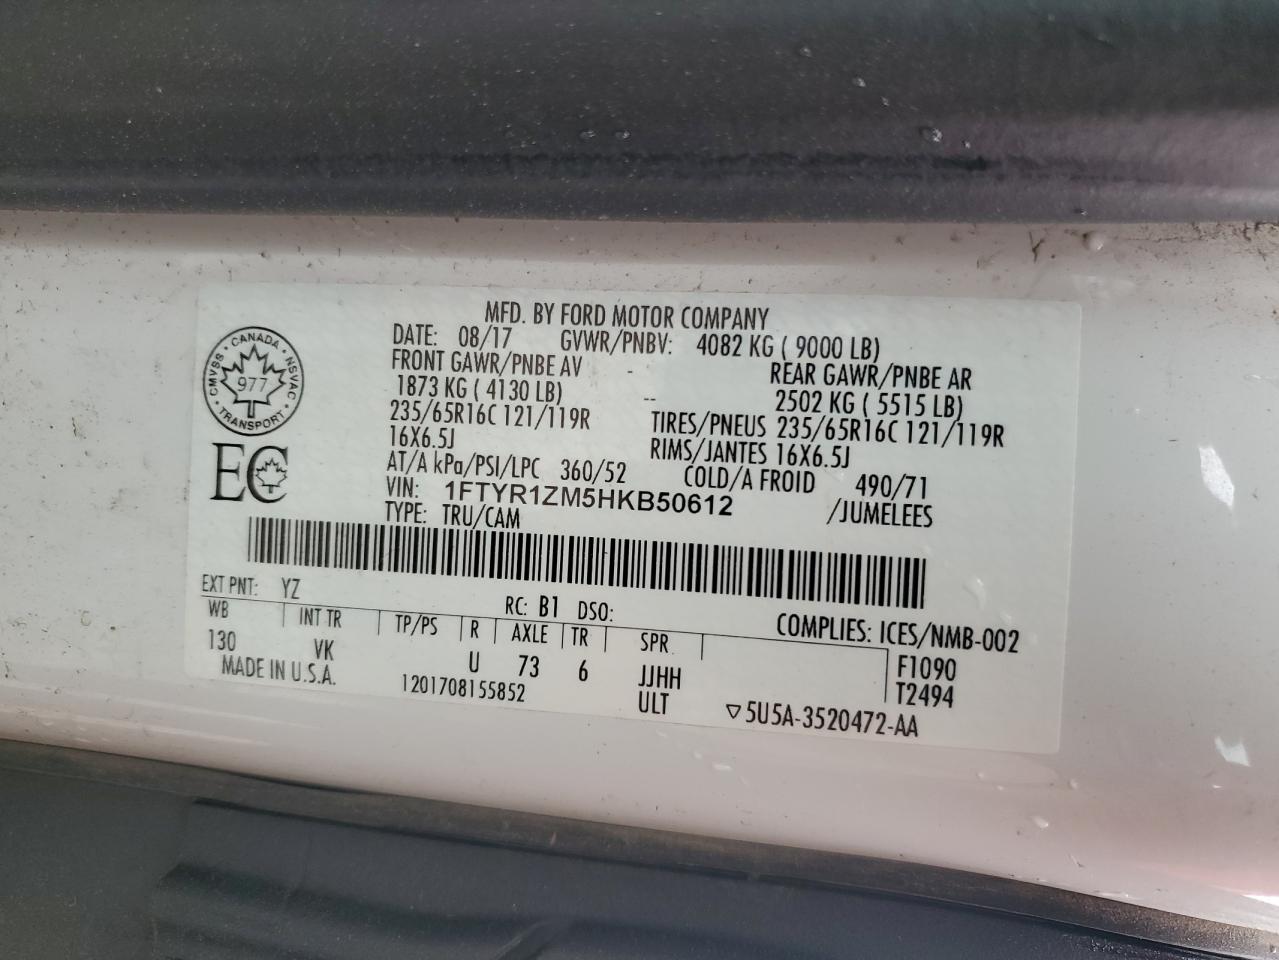 MFD. BY FORD MOTOR COMPANY
DATE: 08/17 GVWR/PNBV: 4082 KG ( 9000 LB)
FRONT GAWR/PNBE AV - REAR GAWR/PNBE AR
1873 KG ( 4130 LB) -- 2502 KG ( 5515 LB)
235/65R16C 121/119R TIRES/PNEUS 235/65R16C 121/119R
16X6.5J RIMS/JANTES 16X6.5J
AT/A kPa/PSI/LPC 360/52 COLD/A FROID 490/71
VIN: 1FTYR1ZM5HKB50612 /JUMELEES
TYPE: TRU/CAM
CANADA
CMVSS · NSVAC
977
TRANSPORT
EC
EXT PNT: YZ RC: B1 DSO:
COMPLIES: ICES/NMB-002
WB INT TR TP/PS R AXLE TR SPR
130 VK U 73 6 JJHH F1090
MADE IN U.S.A. 1201708155852 ULT T2494
▽5U5A-3520472-AA